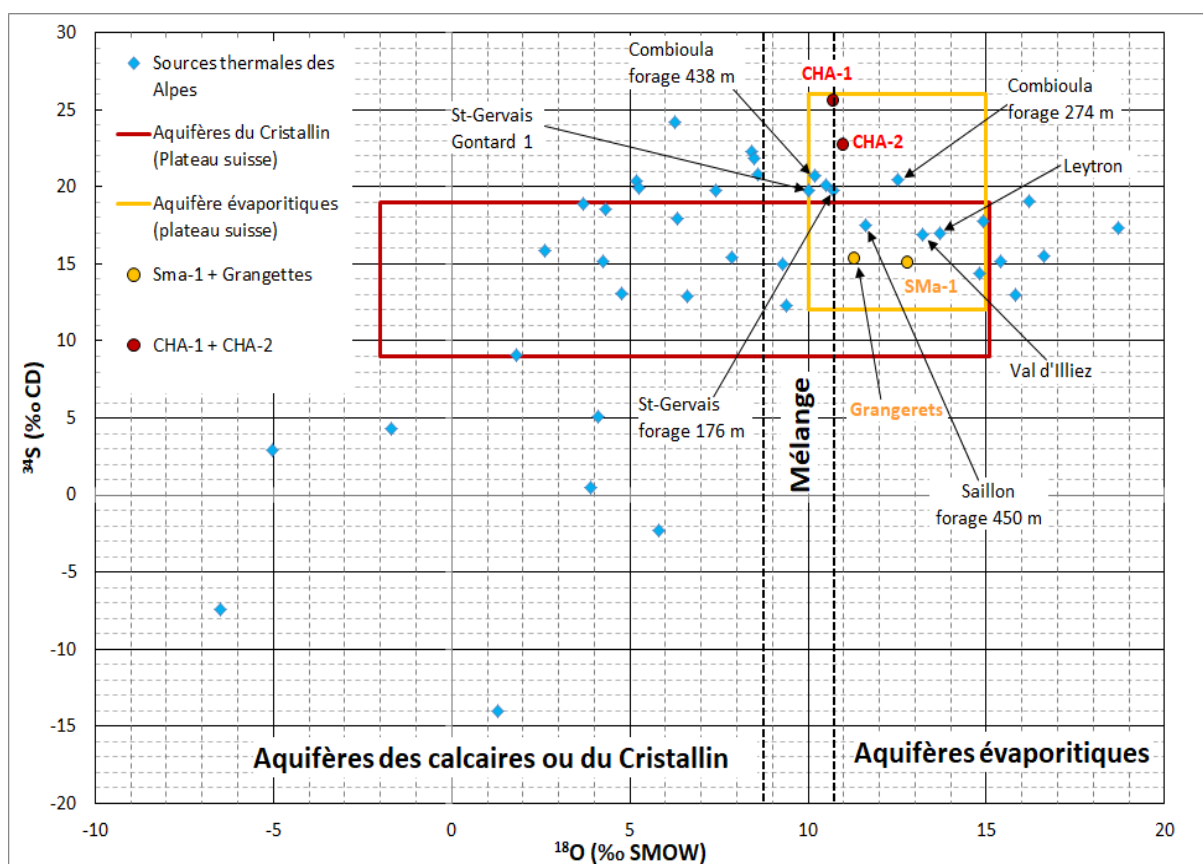 30
25
20
15
10
5
0
-5
-10
-15
-20
³⁴S (‰ CD)
Sources thermales des
Alpes
Aquifères du Cristallin
(Plateau suisse)
Aquifère évaporitiques
(plateau suisse)
Sma-1 + Grangettes
CHA-1 + CHA-2
Combioula
forage 438 m
CHA-1
Combioula
forage 274 m
St-Gervais
Gontard 1
CHA-2
Leytron
SMa-1
Val d'Illiez
St-Gervais
forage 176 m
Mélange
Grangerets
Saillon
forage 450 m
Aquifères des calcaires ou du Cristallin
Aquifères évaporitiques
-10 -5 0 5 10 15 20
¹⁸O (‰ SMOW)